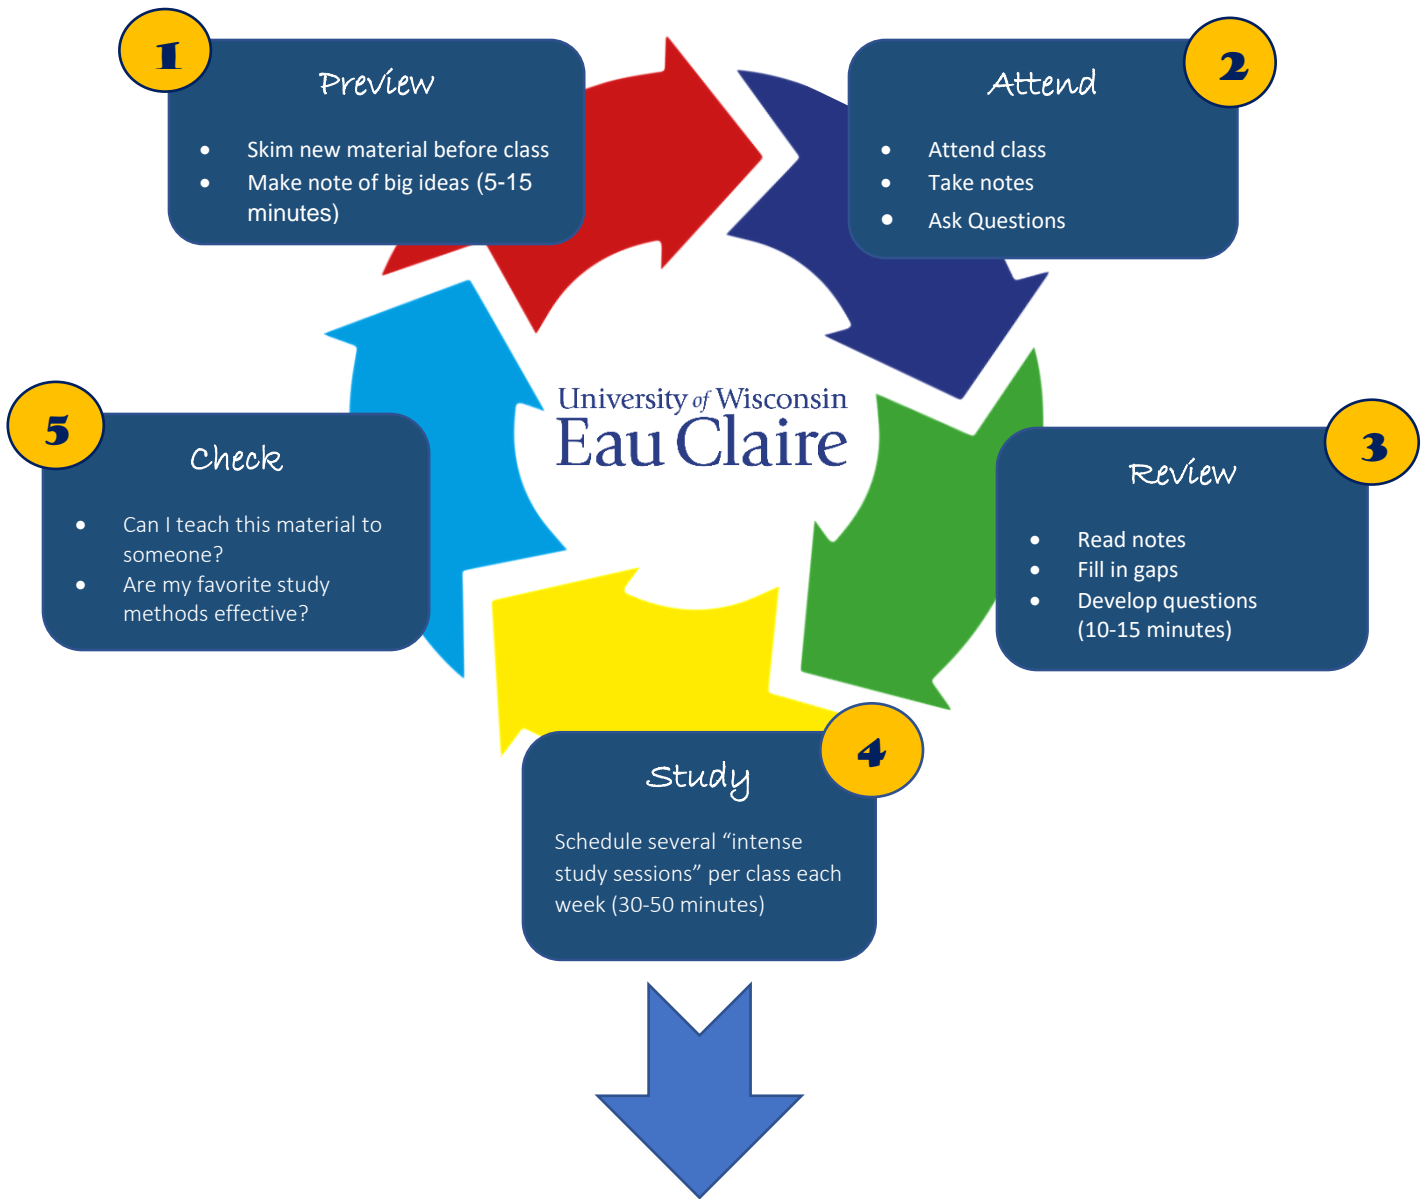 1
Preview
• Skim new material before class
• Make note of big ideas (5-15
minutes)
2
Attend
• Attend class
• Take notes
• Ask Questions
3
Review
• Read notes
• Fill in gaps
• Develop questions
(10-15 minutes)
4
Study
Schedule several “intense
study sessions” per class each
week (30-50 minutes)
5
Check
• Can I teach this material to
someone?
• Are my favorite study
methods effective?
University of Wisconsin
Eau Claire